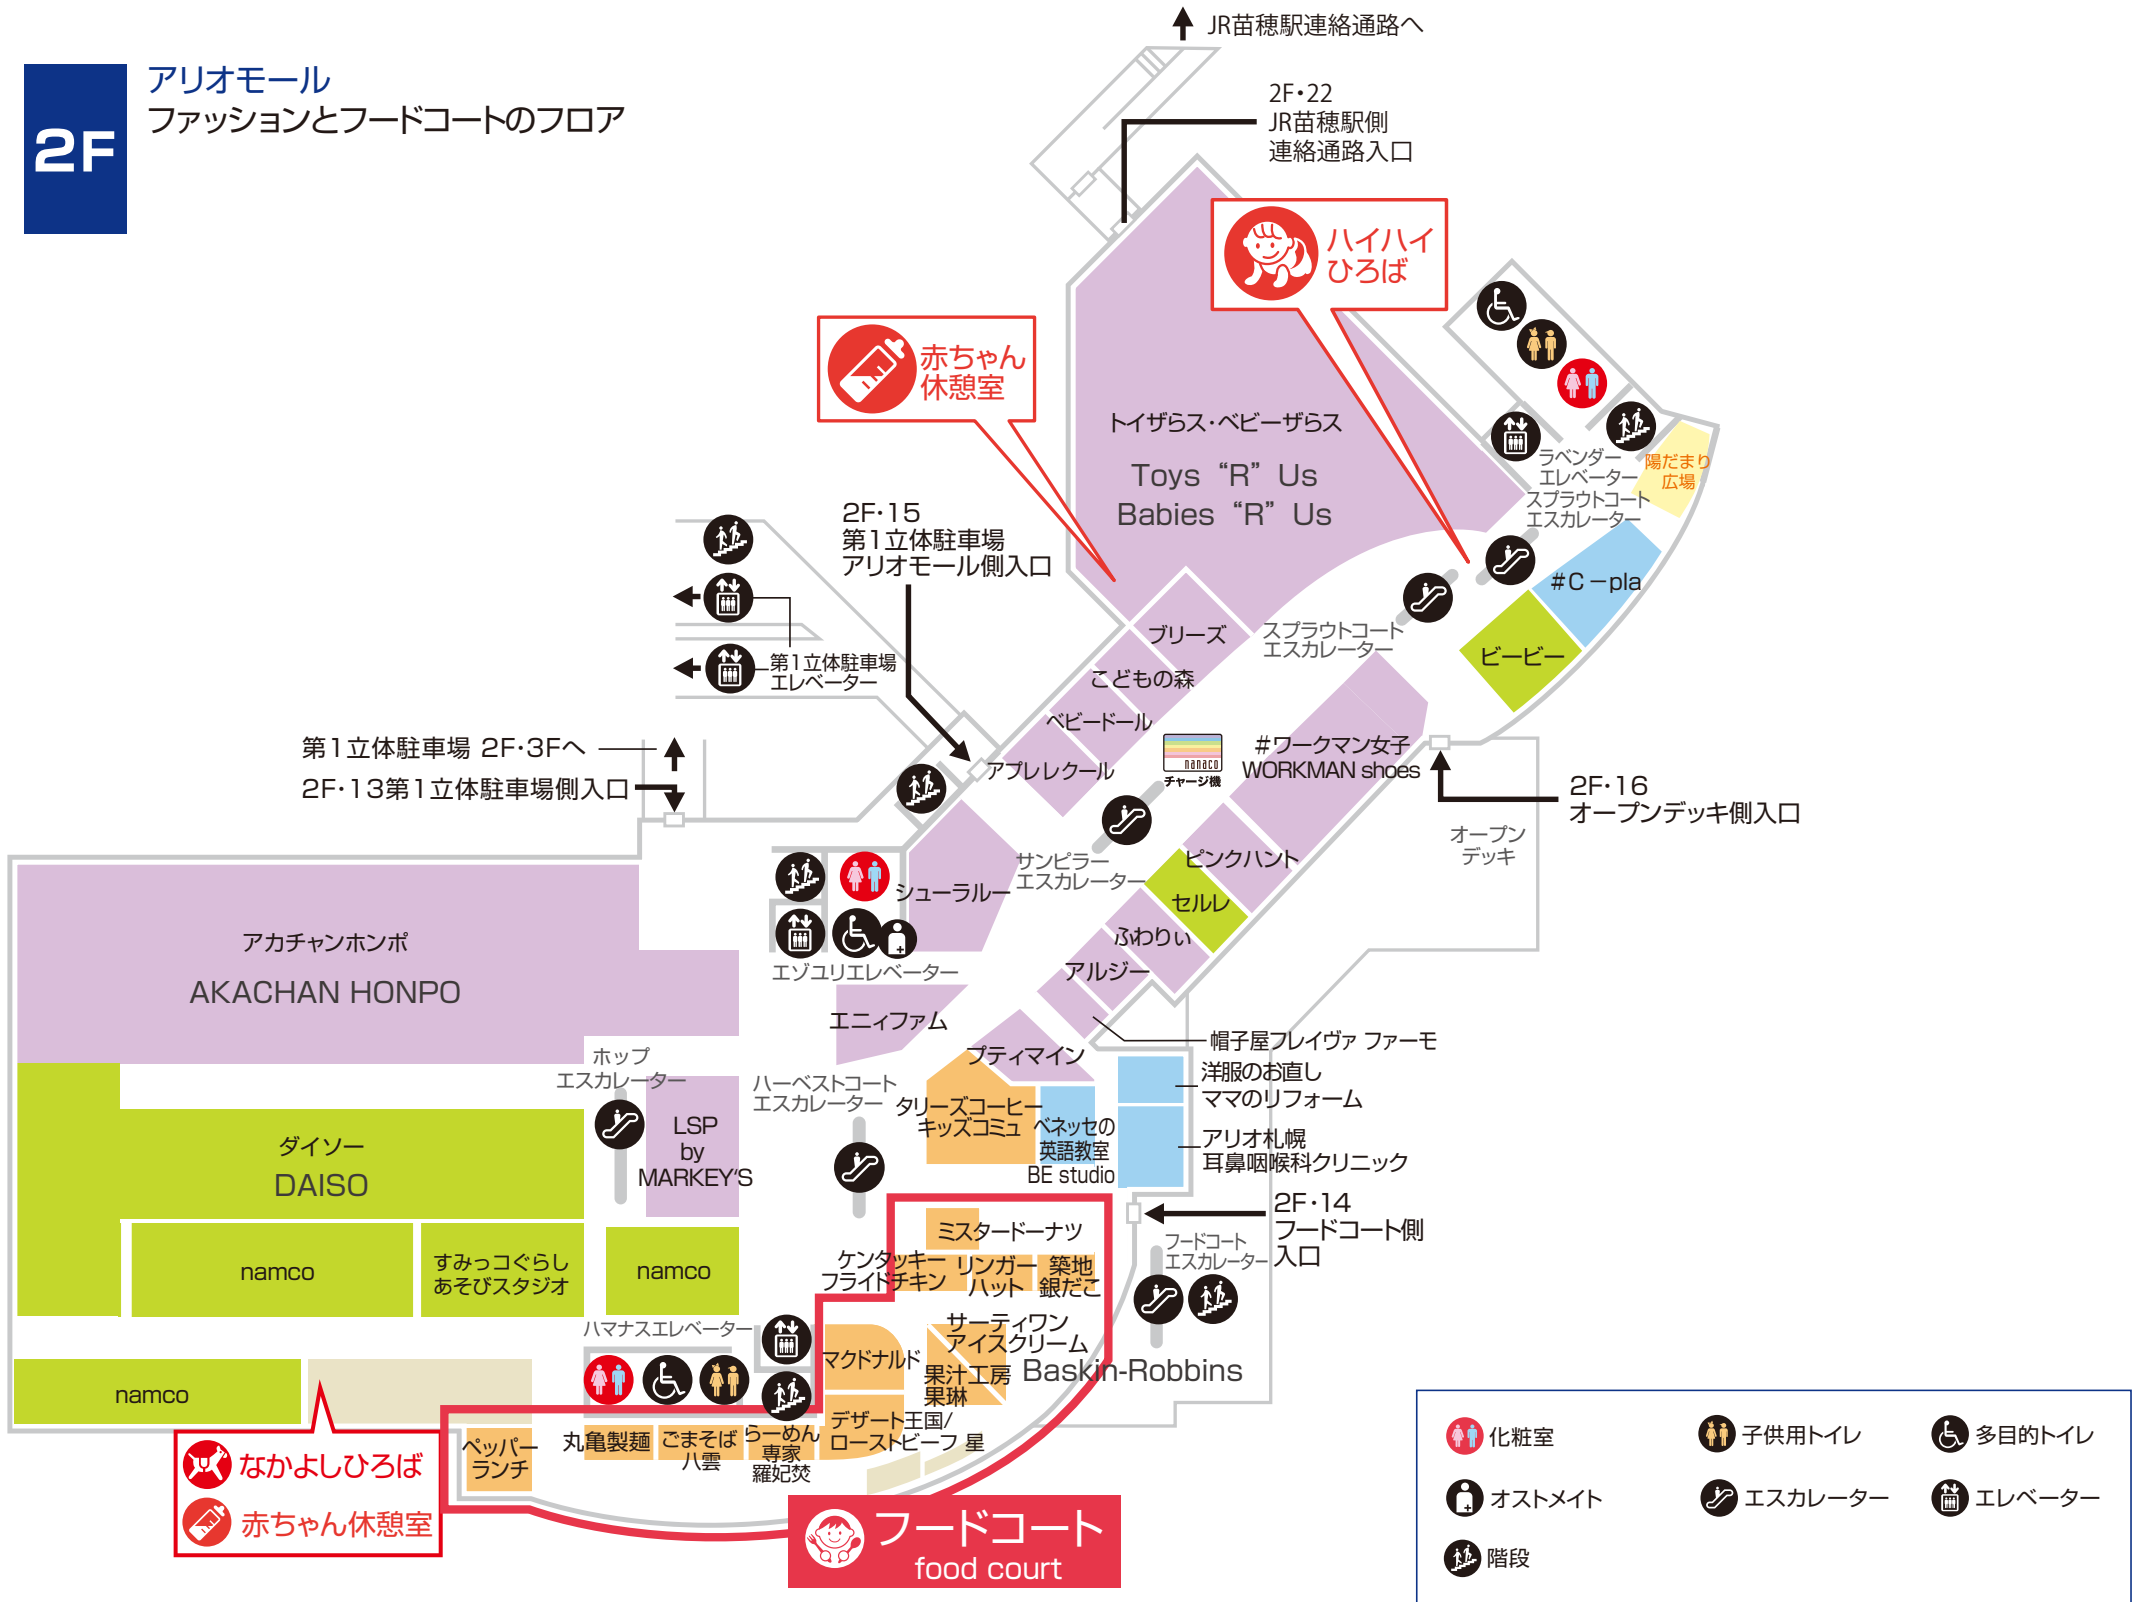 2F
アリオモール
ファッションとフードコートのフロア
JR苗穂駅連絡通路へ
2F・22
JR苗穂駅側
連絡通路入口
ハイハイ
ひろば
赤ちゃん
休憩室
トイザらス・ベビーザらス
Toys “R” Us
Babies “R” Us
ラベンダー
エレベーター
スプラウトコート
エスカレーター
陽だまり
広場
#C-pla
ビービー
2F・15
第1立体駐車場
アリオモール側入口
第1立体駐車場
エレベーター
ブリーズ
こどもの森
ベビードール
アプレレクール
スプラウトコート
エスカレーター
第1立体駐車場 2F・3Fへ
2F・13第1立体駐車場側入口
nanaco
チャージ機
#ワークマン女子
WORKMAN shoes
2F・16
オープンデッキ側入口
オープン
デッキ
サンピラー
エスカレーター
ピンクハント
セルレ
ふわりぃ
アルジー
シューラルー
エゾユリエレベーター
アカチャンホンポ
AKACHAN HONPO
エニィファム
プティマイン
帽子屋フレイヴァ ファーモ
洋服のお直し
ママのリフォーム
アリオ札幌
耳鼻咽喉科クリニック
ホップ
エスカレーター
ハーベストコート
エスカレーター
タリーズコーヒー
キッズコミュ
ベネッセの
英語教室
BE studio
LSP
by
MARKEY'S
ダイソー
DAISO
2F・14
フードコート側
入口
フードコート
エスカレーター
namco
すみっコぐらし
あそびスタジオ
namco
ミスタードーナツ
ケンタッキー
フライドチキン
リンガー
ハット
築地
銀だこ
ハマナスエレベーター
マクドナルド
サーティワン
アイスクリーム
Baskin-Robbins
果汁工房
果琳
namco
デザート王国/
ローストビーフ 星
ペッパー
ランチ
丸亀製麺
ごまそば
八雲
らーめん
専家
羅妃焚
なかよしひろば
赤ちゃん休憩室
フードコート
food court
化粧室
子供用トイレ
多目的トイレ
オストメイト
エスカレーター
エレベーター
階段